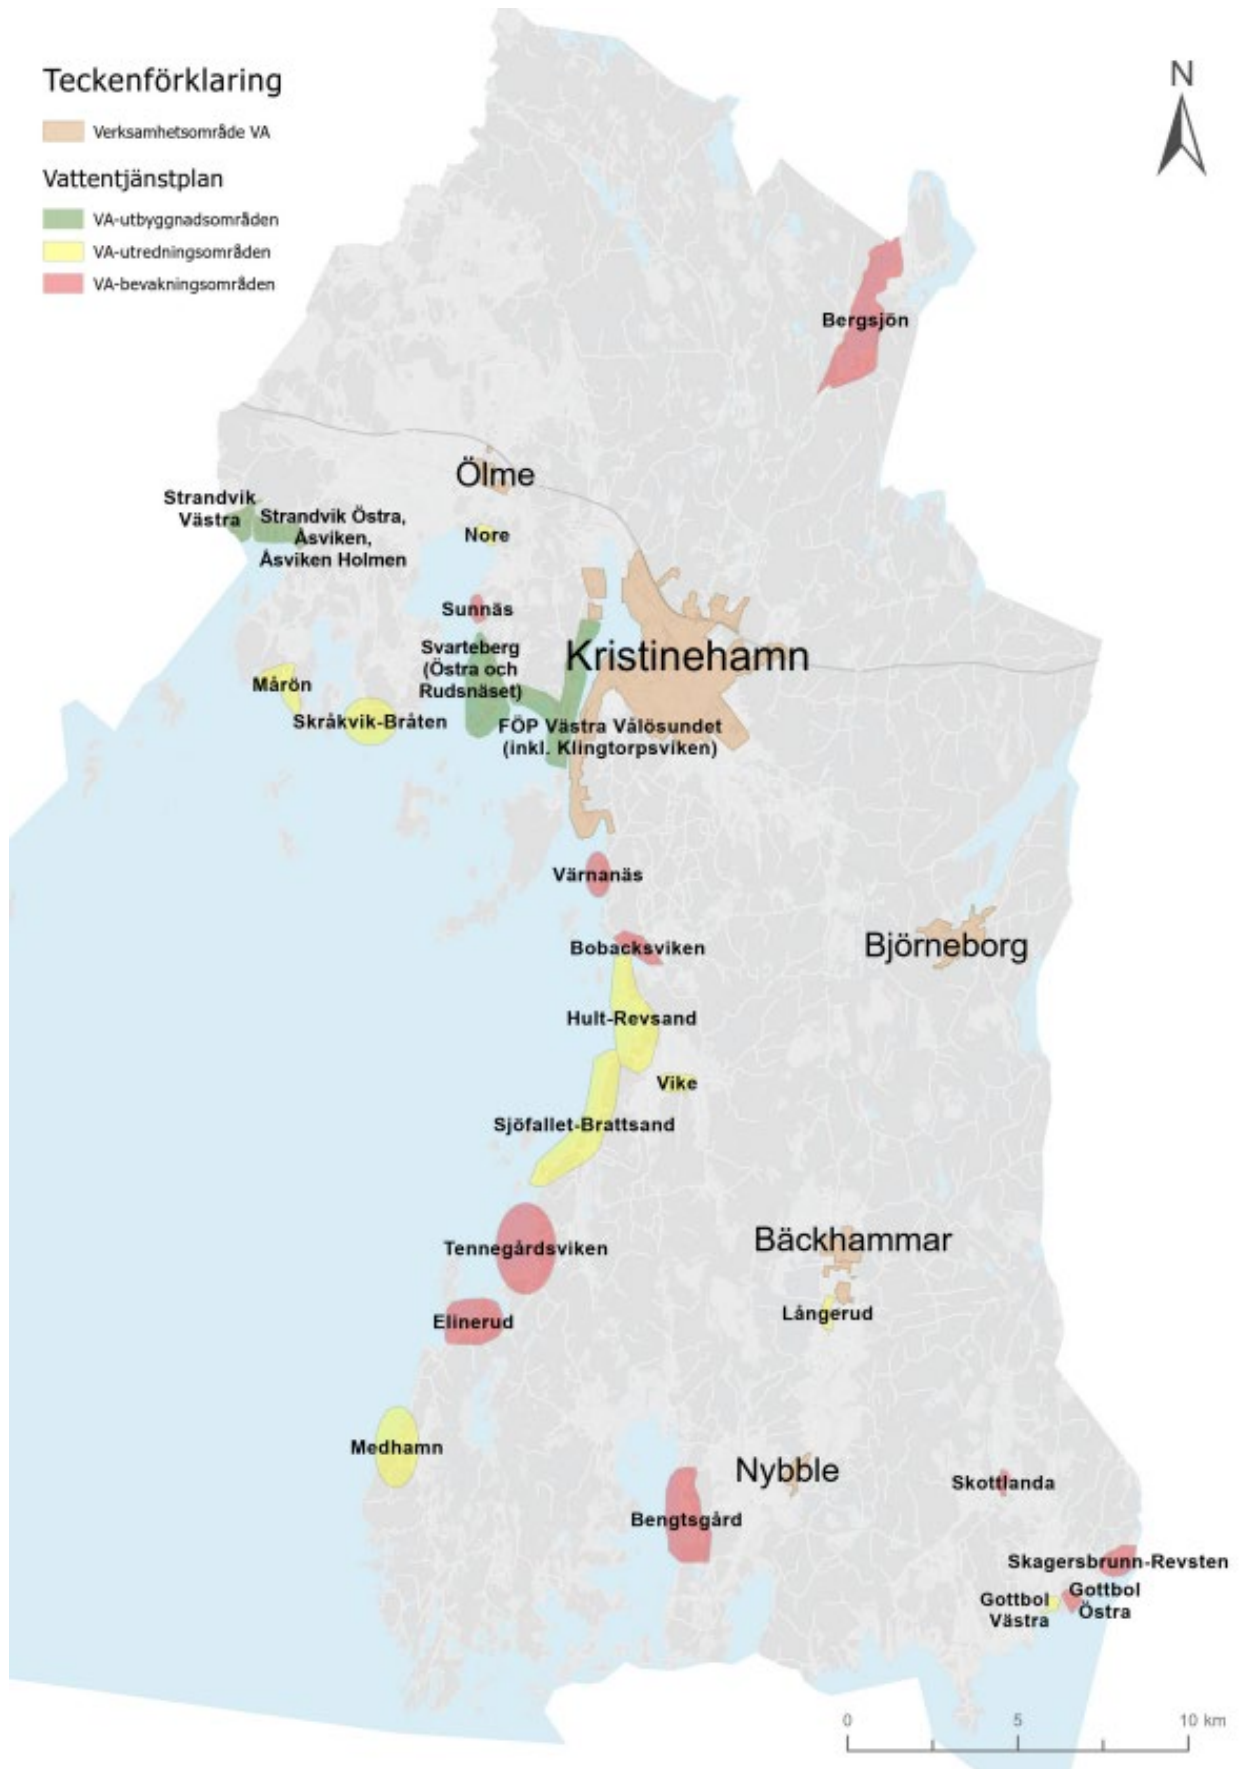 Teckenförklaring
Verksamhetsområde VA
Vattentjänstplan
VA-utbyggnadsområden
VA-utredningsområden
VA-bevakningsområden
N
Bergsjön
Ölme
Strandvik
Västra
Strandvik Östra,
Åsviken,
Åsviken Holmen
Nore
Sunnäs
Svarteberg
(Östra och
Rudsnäset)
Kristinehamn
Mårön
Skråkvik-Bråten
FÖP Västra Vålösundet
(inkl. Klingtorpsviken)
Värnanäs
Bobacksviken
Björneborg
Hult-Revsand
Vike
Sjöfallet-Brattsand
Tennegårdsviken
Bäckhammar
Långerud
Elinerud
Medhamn
Nybble
Skottlanda
Bengtsgård
Skagersbrunn-Revsten
Gottbol
Västra
Gottbol
Östra
0 5 10 km